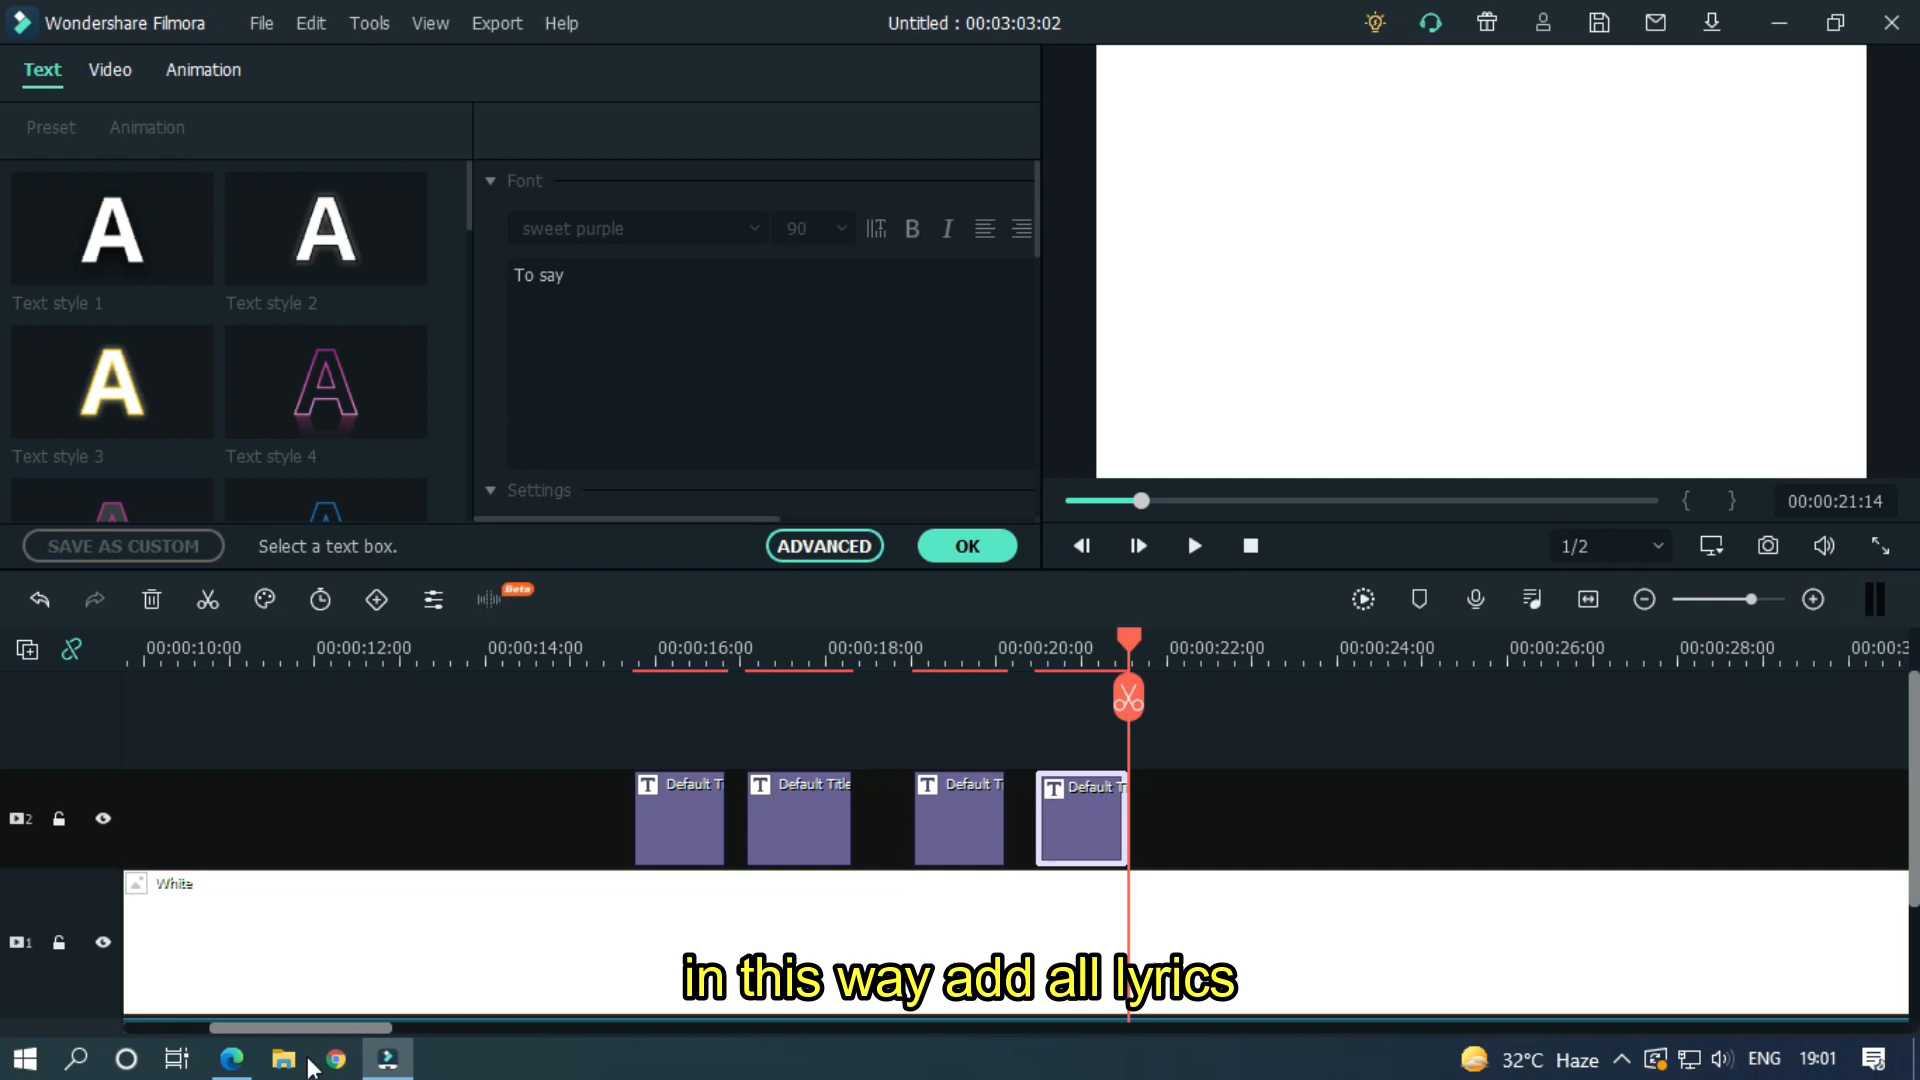 Wondershare Filmora File Edit Tools View Export Help Untitled : 00:03:03:02
Text Video Animation
Preset Animation
A A
Text style 1 Text style 2
A A
Text style 3 Text style 4
Font
sweet purple 90 B I
To say
Settings
SAVE AS CUSTOM Select a text box. ADVANCED OK
{ } 00:00:21:14
1/2
Beta
00:00:10:00 00:00:12:00 00:00:14:00 00:00:16:00 00:00:18:00 00:00:20:00 00:00:22:00 00:00:24:00 00:00:26:00 00:00:28:00 00:00:3
T Default Ti T Default Title T Default Ti T Default T
2
White
1
in this way add all lyrics
32°C Haze ENG 19:01